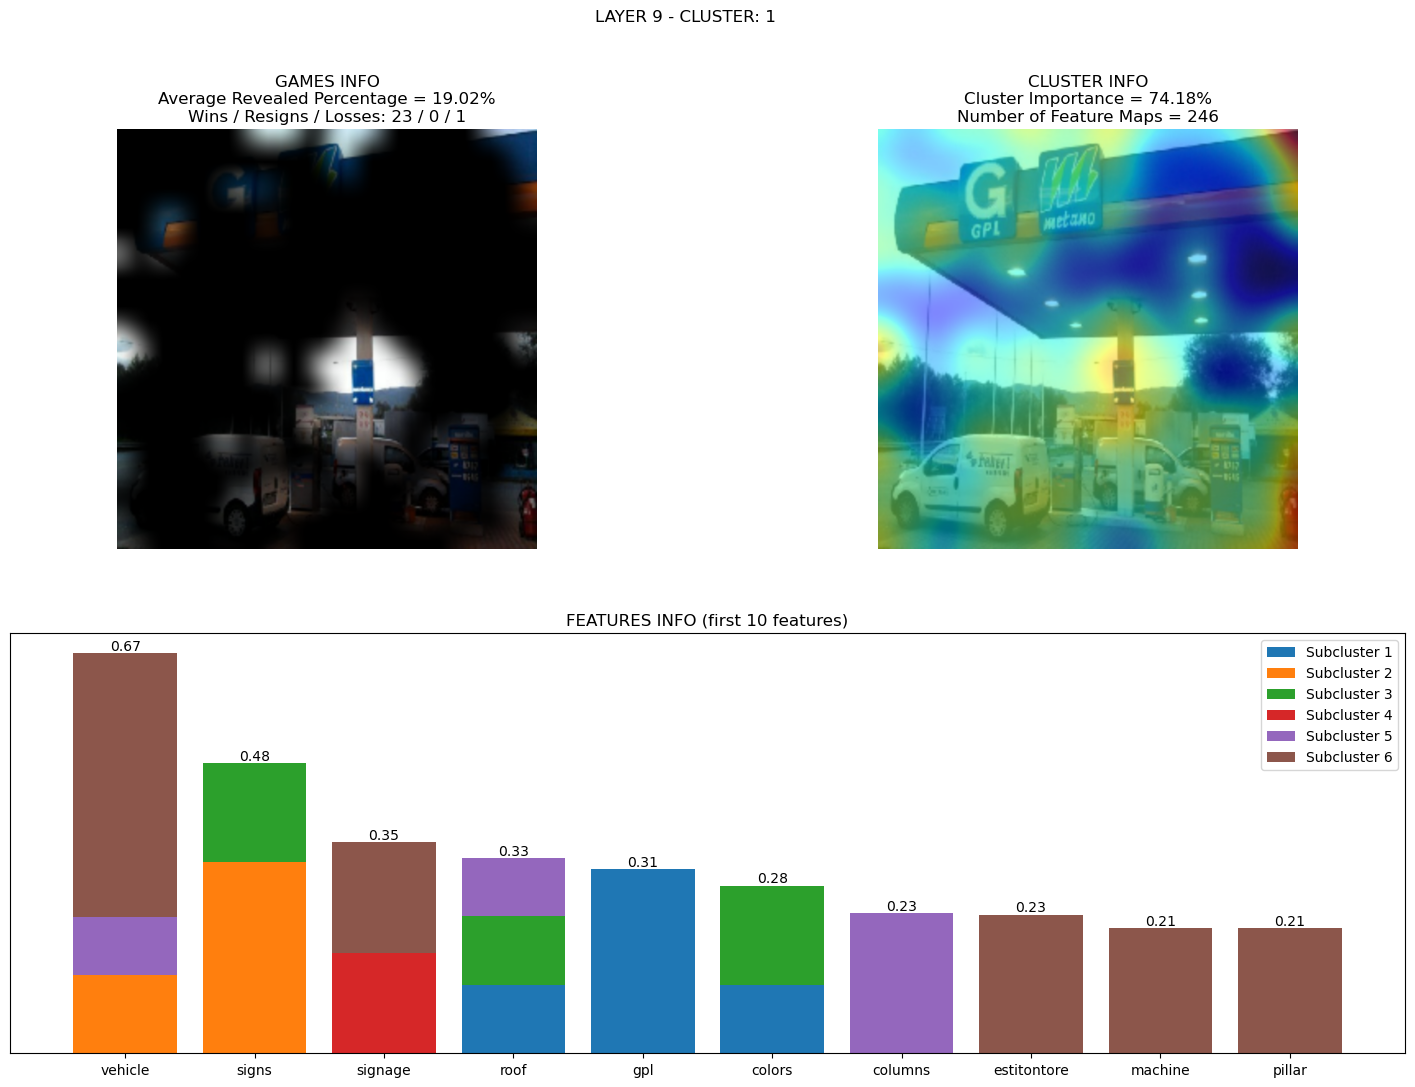 LAYER 9 - CLUSTER: 1
GAMES INFO
Average Revealed Percentage = 19.02%
Wins / Resigns / Losses: 23 / 0 / 1
G
CLUSTER INFO
Cluster Importance = 74.18%
Number of Feature Maps = 246
G
GPL
metano
FEATURES INFO (first 10 features)
0.67
0.48
0.35
0.33
0.31
0.28
0.23
0.23
0.21
0.21
Subcluster 1
Subcluster 2
Subcluster 3
Subcluster 4
Subcluster 5
Subcluster 6
vehicle
signs
signage
roof
gpl
colors
columns
estitontore
machine
pillar